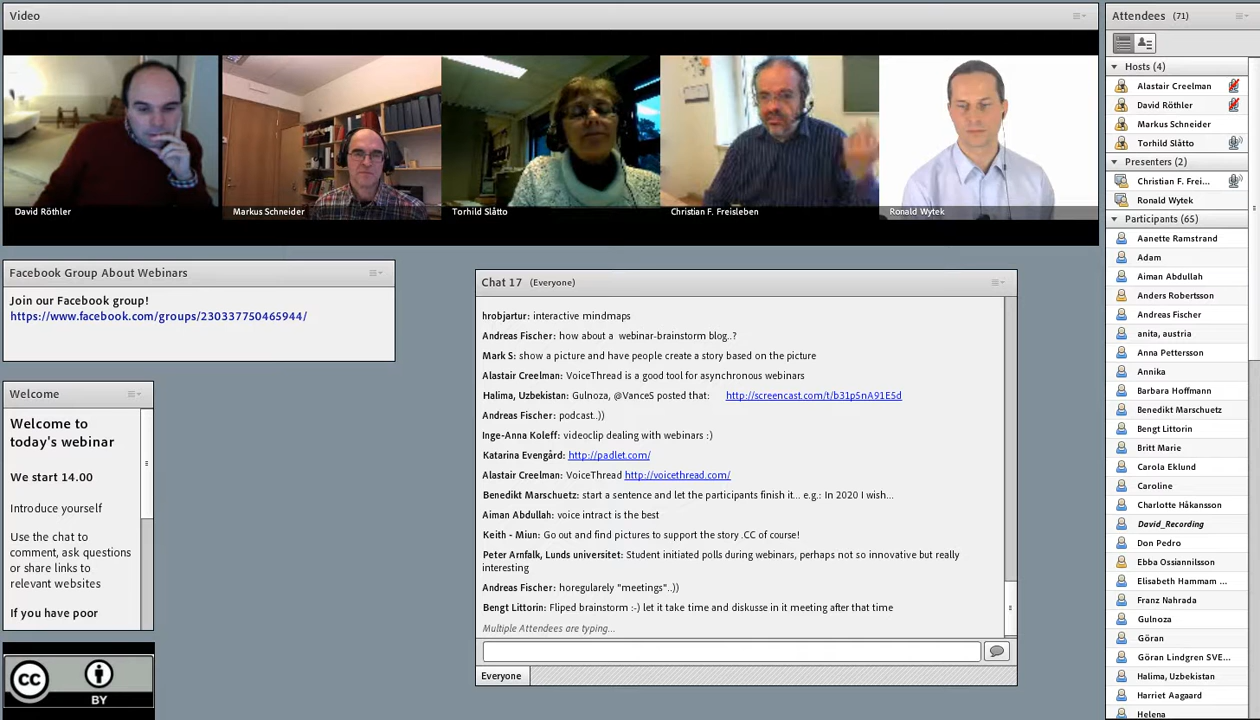 Video
David Röthler
Markus Schneider
Torhild Slåtto
Christian F. Freisleben
Ronald Wytek
Facebook Group About Webinars
Join our Facebook group!
https://www.facebook.com/groups/230337750465944/
Welcome
Welcome to
today's webinar
We start 14.00
Introduce yourself
Use the chat to
comment, ask questions
or share links to
relevant websites
If you have poor
CC
BY
Chat 17 (Everyone)
hrobjartur: interactive mindmaps
Andreas Fischer: how about a webinar-brainstorm blog..?
Mark S: show a picture and have people create a story based on the picture
Alastair Creelman: VoiceThread is a good tool for asynchronous webinars
Halima, Uzbekistan: Gulnoza, @VanceS posted that: http://screencast.com/t/b31p5nA91E5d
Andreas Fischer: podcast..))
Inge-Anna Koleff: videoclip dealing with webinars :)
Katarina Evengård: http://padlet.com/
Alastair Creelman: VoiceThread http://voicethread.com/
Benedikt Marschuetz: start a sentence and let the participants finish it... e.g.: In 2020 I wish...
Aiman Abdullah: voice intract is the best
Keith - Miun: Go out and find pictures to support the story .CC of course!
Peter Arnfalk, Lunds universitet: Student initiated polls during webinars, perhaps not so innovative but really
interesting
Andreas Fischer: horegularely "meetings"..))
Bengt Littorin: Fliped brainstorm :-) let it take time and diskusse in it meeting after that time
Multiple Attendees are typing...
Everyone
Attendees (71)
Hosts (4)
Alastair Creelman
David Röthler
Markus Schneider
Torhild Slåtto
Presenters (2)
Christian F. Frei...
Ronald Wytek
Participants (65)
Aanette Ramstrand
Adam
Aiman Abdullah
Anders Robertsson
Andreas Fischer
anita, austria
Anna Pettersson
Annika
Barbara Hoffmann
Benedikt Marschuetz
Bengt Littorin
Britt Marie
Carola Eklund
Caroline
Charlotte Håkansson
David_Recording
Don Pedro
Ebba Ossiannilsson
Elisabeth Hammam ...
Franz Nahrada
Gulnoza
Göran
Göran Lindgren SVE...
Halima, Uzbekistan
Harriet Aagaard
Helena